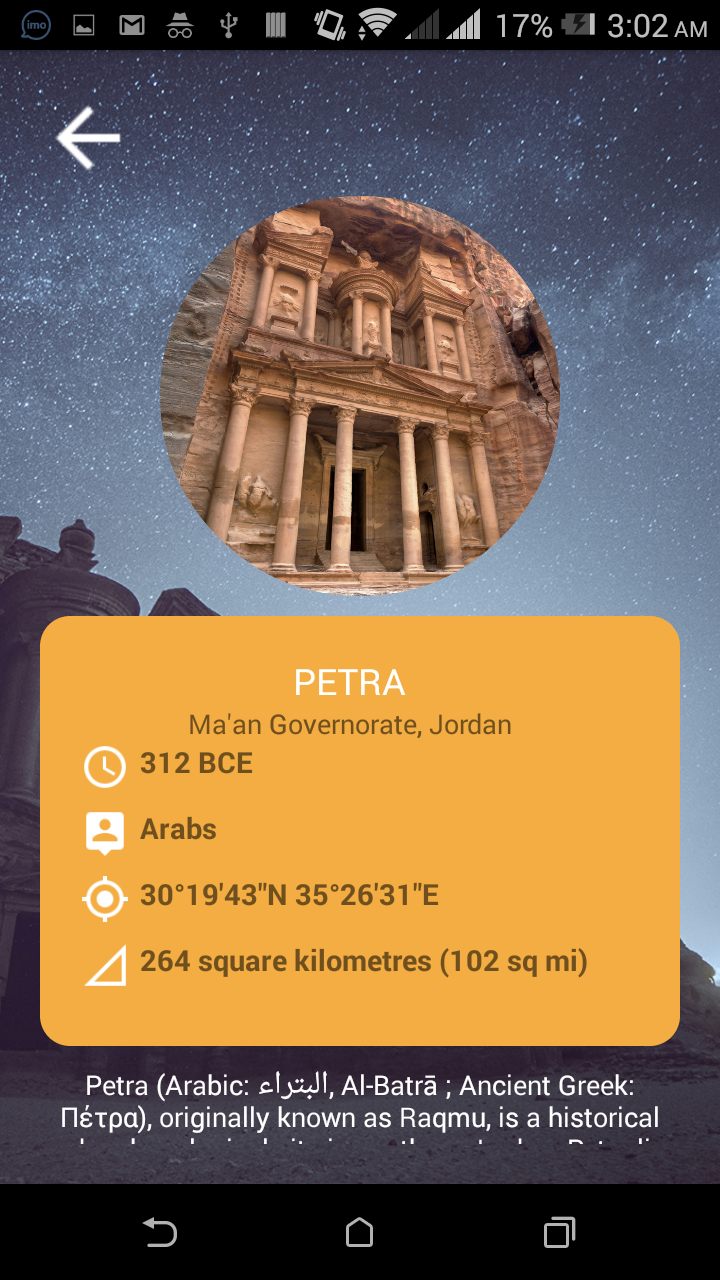 imo
17%
3:02 AM
PETRA
Ma'an Governorate, Jordan
312 BCE
Arabs
30°19'43"N 35°26'31"E
264 square kilometres (102 sq mi)
Petra (Arabic: البتراء, Al-Batrā ; Ancient Greek:
Πέτρα), originally known as Raqmu, is a historical